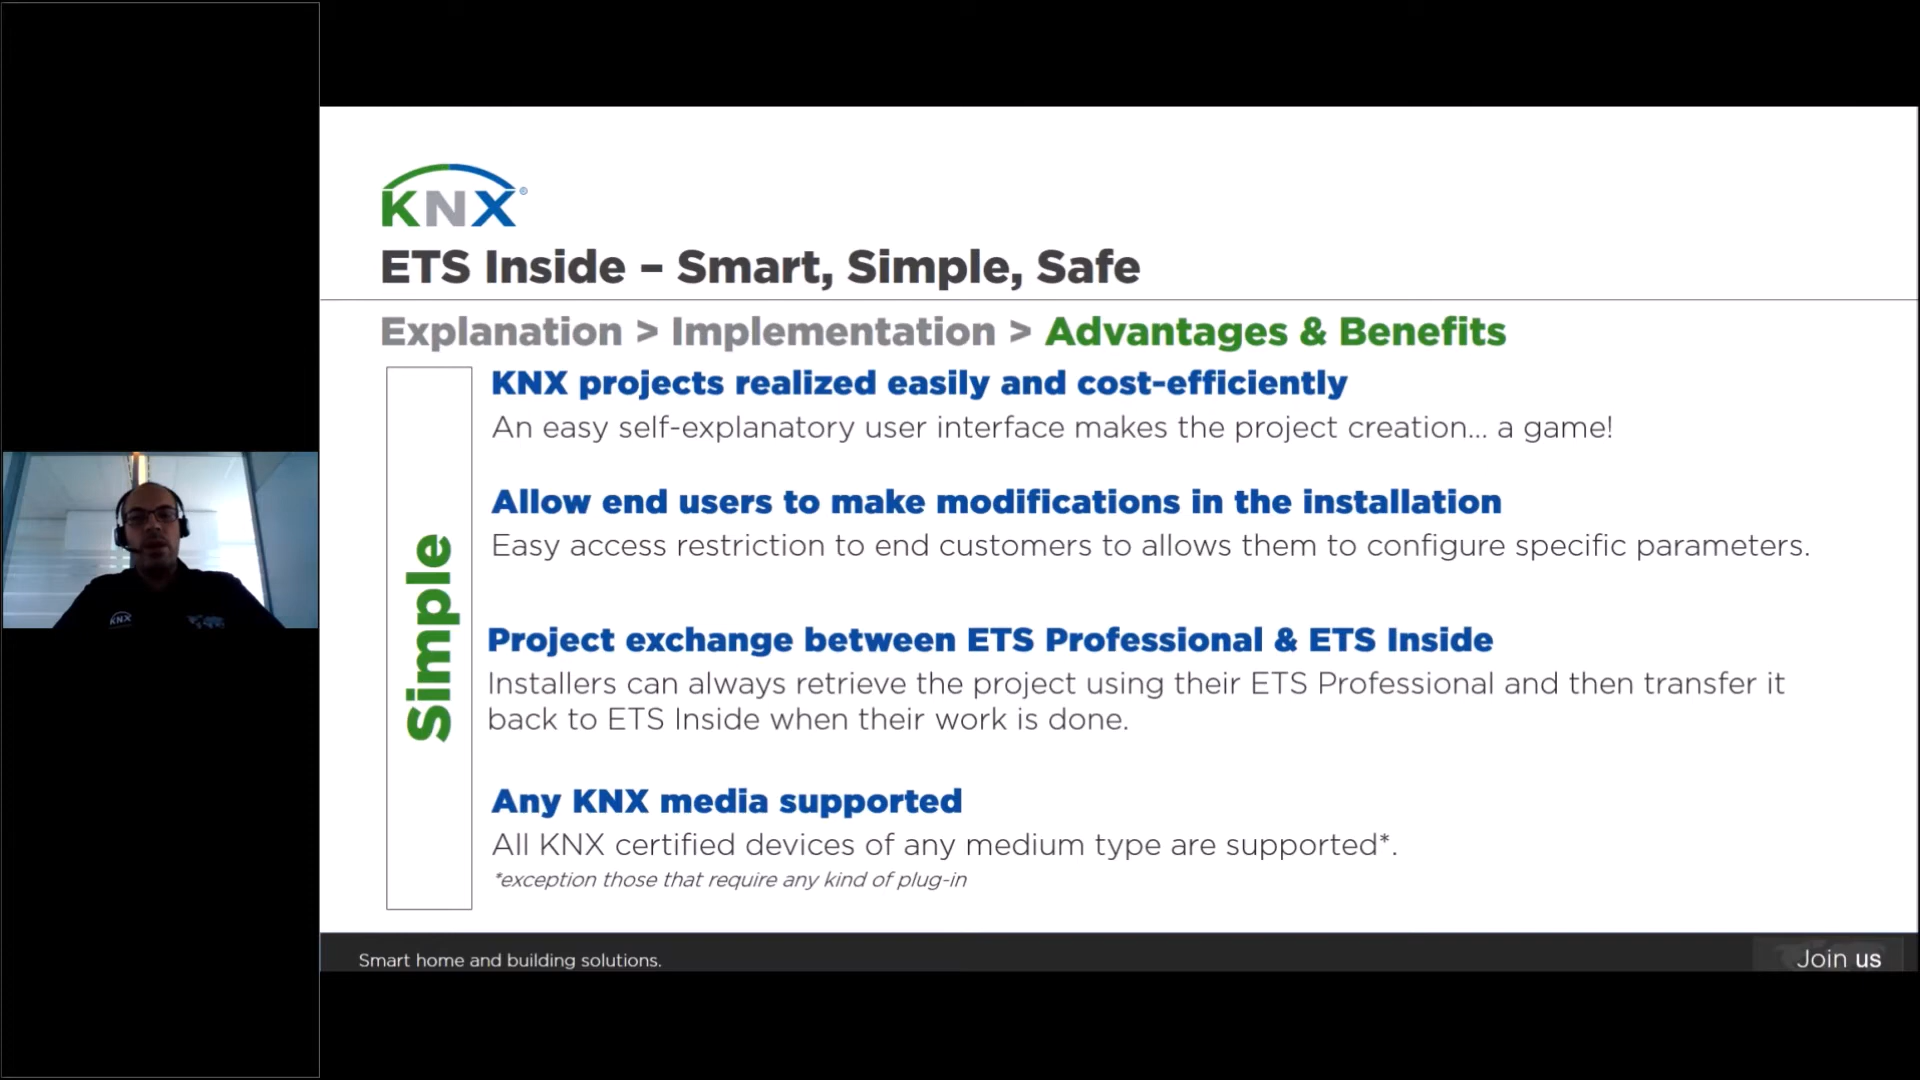 KNX
ETS Inside – Smart, Simple, Safe
Explanation > Implementation > Advantages & Benefits
Simple
KNX projects realized easily and cost-efficiently
An easy self-explanatory user interface makes the project creation... a game!
Allow end users to make modifications in the installation
Easy access restriction to end customers to allows them to configure specific parameters.
Project exchange between ETS Professional & ETS Inside
Installers can always retrieve the project using their ETS Professional and then transfer it
back to ETS Inside when their work is done.
Any KNX media supported
All KNX certified devices of any medium type are supported*.
*exception those that require any kind of plug-in
KNX
Smart home and building solutions.
Join us